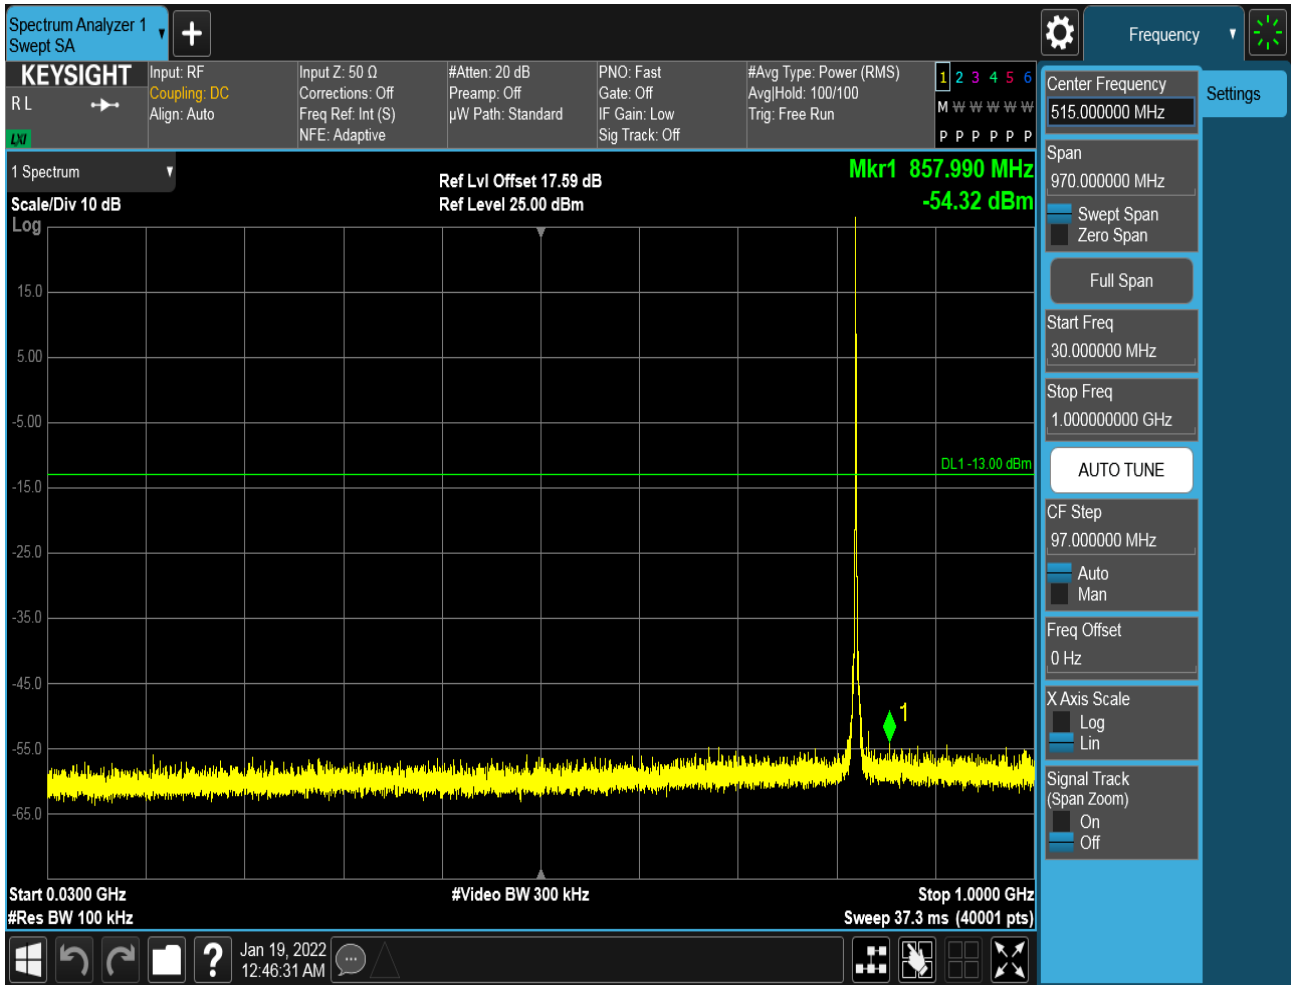 Spectrum Analyzer 1
Swept SA
Frequency
KEYSIGHT
R L
LXI
Input: RF
Coupling: DC
Align: Auto
Input Z: 50 Ω
Corrections: Off
Freq Ref: Int (S)
NFE: Adaptive
#Atten: 20 dB
Preamp: Off
µW Path: Standard
PNO: Fast
Gate: Off
IF Gain: Low
Sig Track: Off
#Avg Type: Power (RMS)
Avg|Hold: 100/100
Trig: Free Run
1 2 3 4 5 6
M W W W W W
P P P P P P
1 Spectrum
Scale/Div 10 dB
Log
Ref Lvl Offset 17.59 dB
Ref Level 25.00 dBm
Mkr1 857.990 MHz
-54.32 dBm
15.0
5.00
-5.00
DL1 -13.00 dBm
-15.0
-25.0
-35.0
-45.0
1
-55.0
-65.0
Start 0.0300 GHz
#Video BW 300 kHz
Stop 1.0000 GHz
#Res BW 100 kHz
Sweep 37.3 ms (40001 pts)
Center Frequency
515.000000 MHz
Settings
Span
970.000000 MHz
Swept Span
Zero Span
Full Span
Start Freq
30.000000 MHz
Stop Freq
1.000000000 GHz
AUTO TUNE
CF Step
97.000000 MHz
Auto
Man
Freq Offset
0 Hz
X Axis Scale
Log
Lin
Signal Track
(Span Zoom)
On
Off
?
Jan 19, 2022
12:46:31 AM